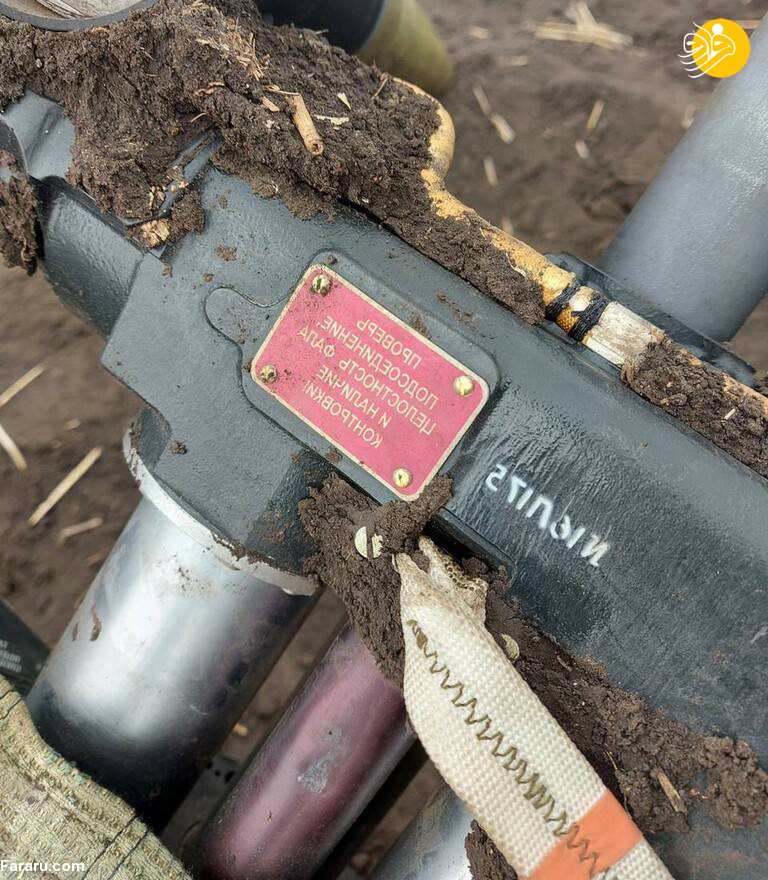 ПРОВЕРЬ
ПОДСОЕДИНЕНИЕ,
ЦЕЛОСТНОСТЬ ФАЛА
И НАЛИЧИЕ
КОНТРОВКИ
Fararu.com